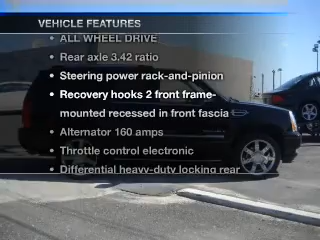 VEHICLE FEATURES
• ALL WHEEL DRIVE
• Rear axle 3.42 ratio
• Steering power rack-and-pinion
• Recovery hooks 2 front frame-
mounted recessed in front fascia
• Alternator 160 amps
• Throttle control electronic
• Differential heavy-duty locking rear